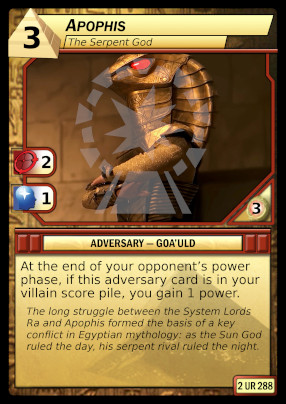 3
APOPHIS
The Serpent God
2
1
3
ADVERSARY – GOA'ULD
At the end of your opponent's power
phase, if this adversary card is in your
villain score pile, you gain 1 power.
The long struggle between the System Lords
Ra and Apophis formed the basis of a key
conflict in Egyptian mythology: as the Sun God
ruled the day, his serpent rival ruled the night.
2 UR 288